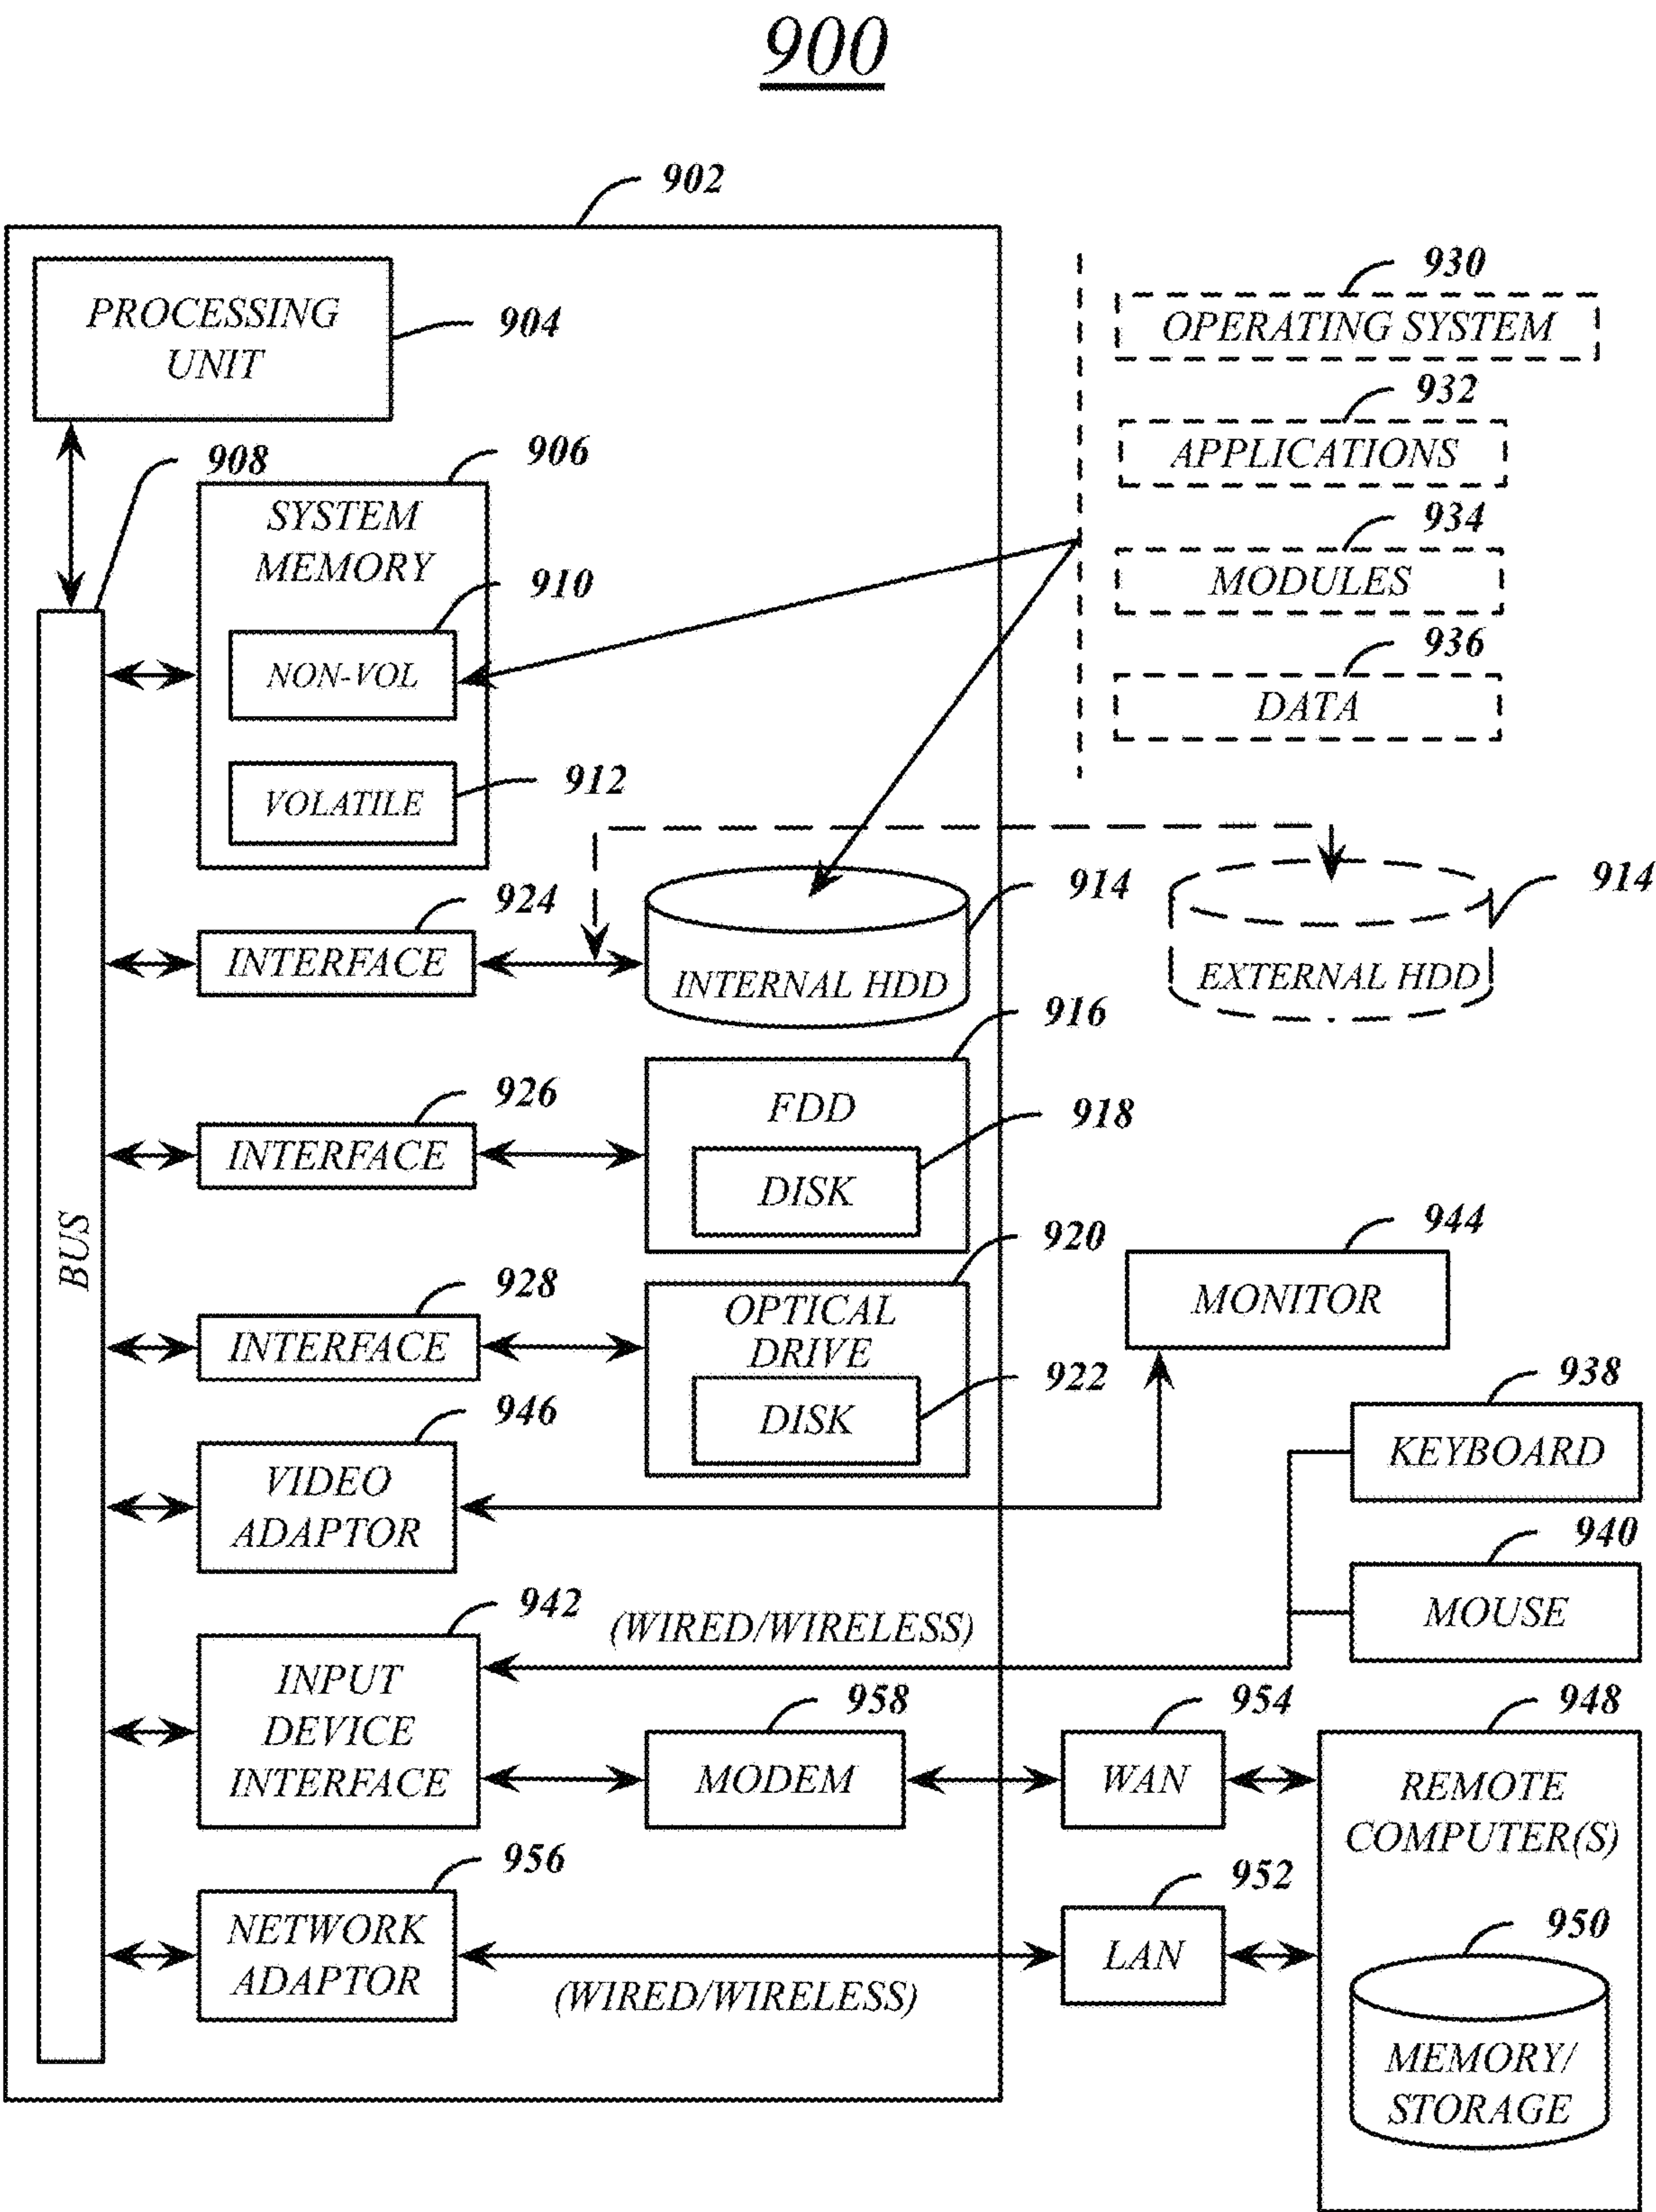 900
902
PROCESSING
UNIT
904
930
OPERATING SYSTEM
932
APPLICATIONS
934
MODULES
936
DATA
908
906
SYSTEM
MEMORY
910
NON-VOL
912
VOLATILE
924
INTERFACE
914
INTERNAL HDD
914
EXTERNAL HDD
916
FDD
918
DISK
926
INTERFACE
BUS
920
OPTICAL
DRIVE
922
DISK
928
INTERFACE
944
MONITOR
946
VIDEO
ADAPTOR
938
KEYBOARD
940
MOUSE
942
INPUT
DEVICE
INTERFACE
(WIRED/WIRELESS)
958
MODEM
954
WAN
948
REMOTE
COMPUTER(S)
956
NETWORK
ADAPTOR
(WIRED/WIRELESS)
952
LAN
950
MEMORY/
STORAGE